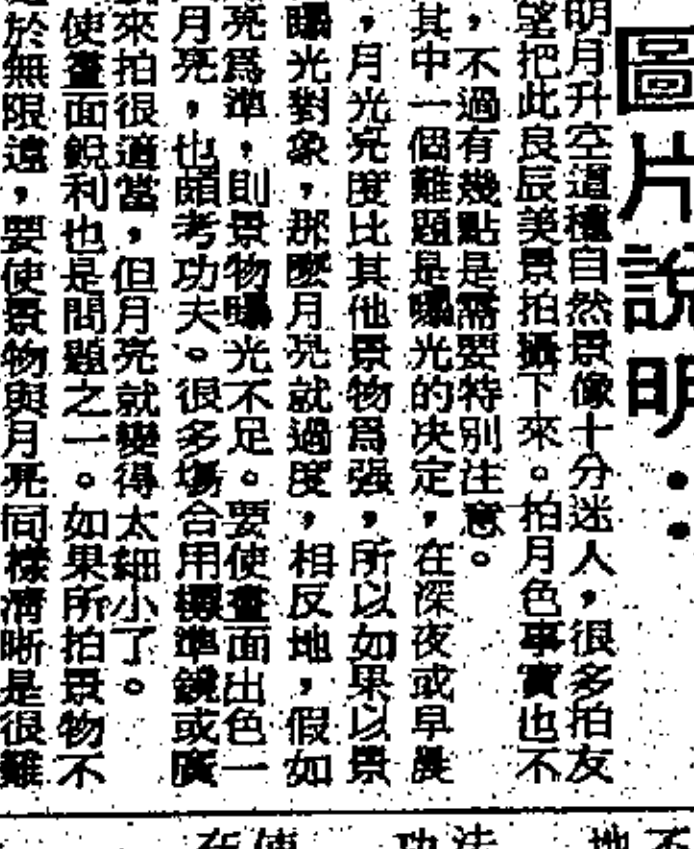 圖片說明：
明月升空這種自然景像十分迷人，很多拍友
望把此良辰美景拍攝下來。拍月色事實也不
，不過有幾點是需要特別注意。
其中一個難題是曝光的決定，在深夜或早晨
，月光亮度比其他景物爲强，所以如果以景
曝光對象，那麼月亮就過度，相反地，假如
亮爲準，則景物曝光不足。要使畫面出色一
月亮，也頗考功夫。很多場合用標準鏡或廣
來拍很適當，但月亮就變得太細小了。
使畫面銳利也是問題之一。如果所拍景物不
於無限遠，要使景物與月亮同樣清晰是很難